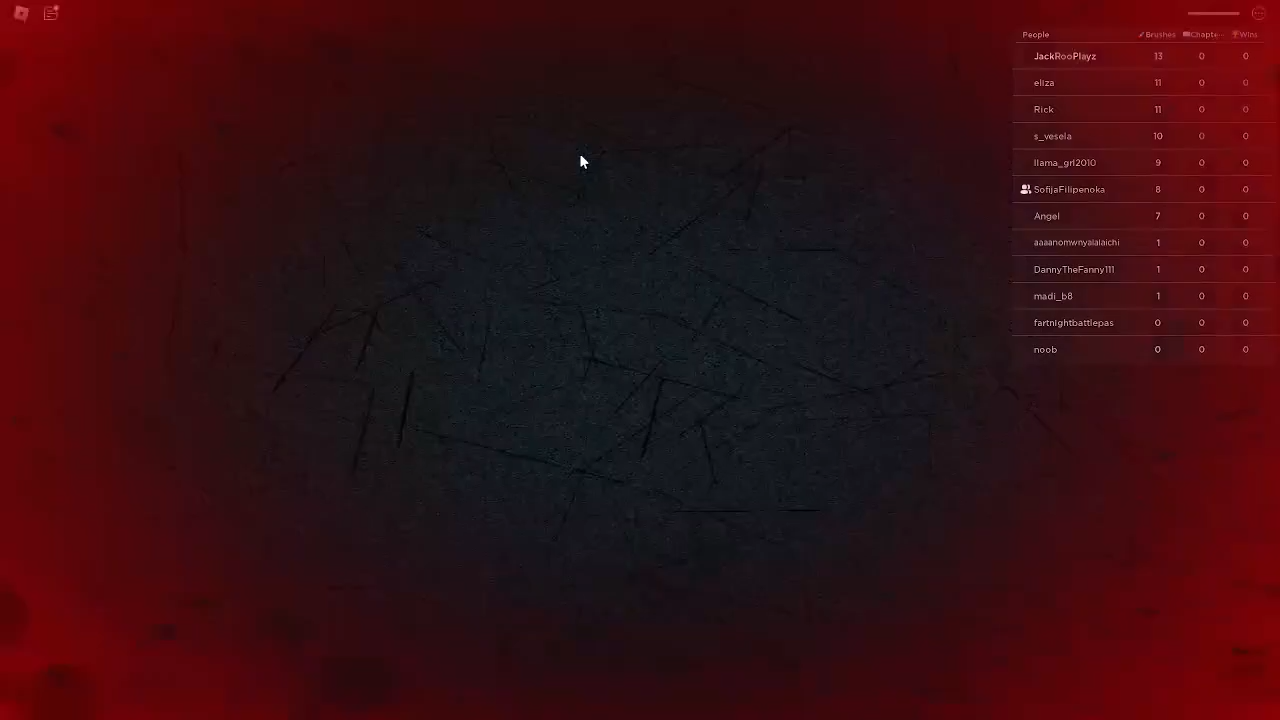 People Brushes Chapte... Wins
JackRooPlayz 13 0 0
eliza 11 0 0
Rick 11 0 0
s_vesela 10 0 0
llama_grl2010 9 0 0
SofijaFilipenoka 8 0 0
Angel 7 0 0
aaaanomwnyalalaichi 1 0 0
DannyTheFanny111 1 0 0
madi_b8 1 0 0
fartnightbattlepas 0 0 0
noob 0 0 0